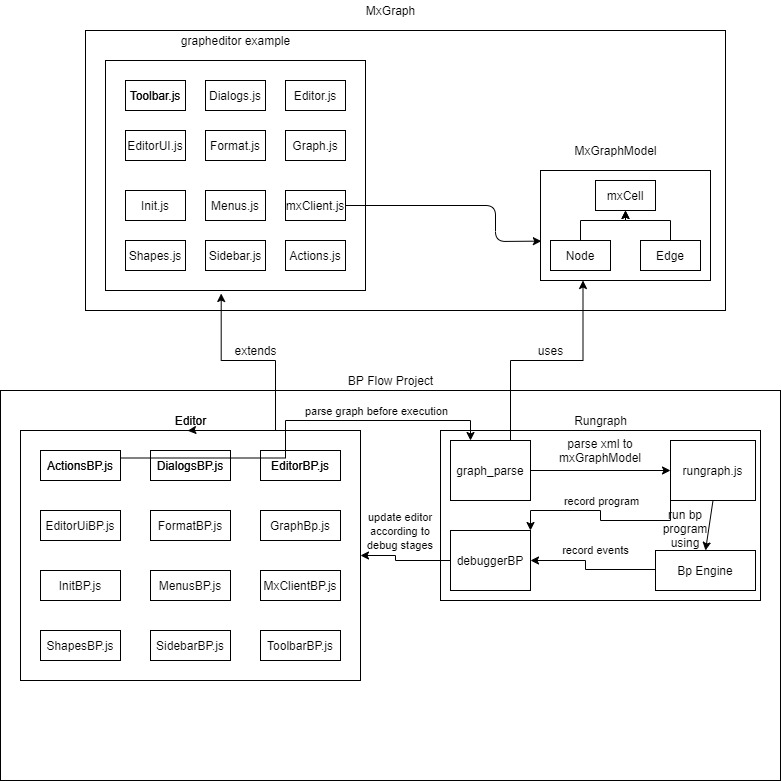 MxGraph
grapheditor example
Toolbar.js
Dialogs.js
Editor.js
EditorUI.js
Format.js
Graph.js
Init.js
Menus.js
mxClient.js
Shapes.js
Sidebar.js
Actions.js
MxGraphModel
mxCell
Node
Edge
extends
uses
BP Flow Project
Editor
parse graph before execution
ActionsBP.js
DialogsBP.js
EditorBP.js
EditorUiBP.js
FormatBP.js
GraphBp.js
InitBP.js
MenusBP.js
MxClientBP.js
ShapesBP.js
SidebarBP.js
ToolbarBP.js
update editor
according to
debug stages
Rungraph
graph_parse
parse xml to
mxGraphModel
rungraph.js
record program
run bp
program
using
debuggerBP
record events
Bp Engine